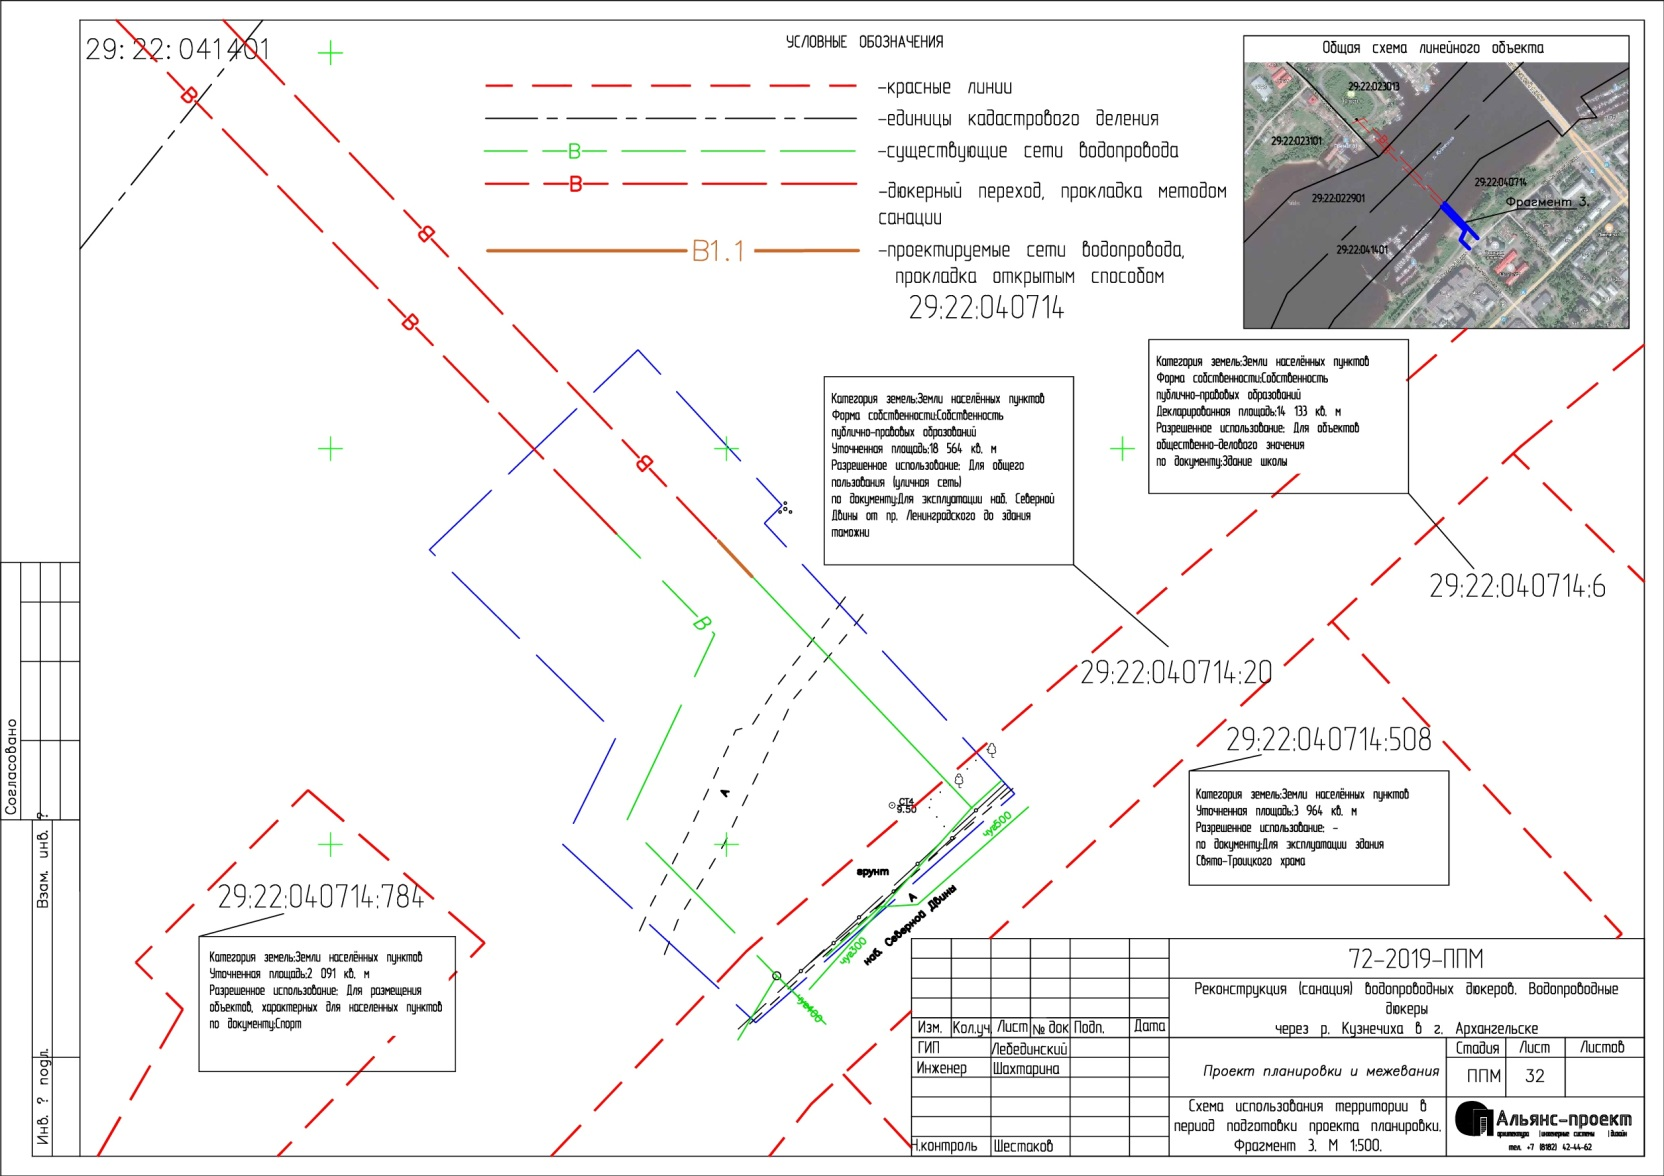 29:22:041401
УСЛОВНЫЕ ОБОЗНАЧЕНИЯ
-красные линии
-единицы кадастрового деления
В
-существующие сети водопровода
В
-дюкерный переход, прокладка методом
санации
В1.1
-проектируемые сети водопровода,
прокладка открытым способом
29:22:040714
Общая схема линейного объекта
29:22:023013
29:22:023101
29:22:022901
29:22:040714
Фрагмент 3.
29:22:041401
В
В
В
В
В
Категория земель:Земли населённых пунктов
Форма собственности:Собственность
публично-правовых образований
Уточненная площадь:18 564 кв. м
Разрешенное использование: Для общего
пользования (уличная сеть)
по документу:Для эксплуатации наб. Северной
Двины от пр. Ленинградского до здания
таможни
Категория земель:Земли населённых пунктов
Форма собственности:Собственность
публично-правовых образований
Декларированная площадь:14 133 кв. м
Разрешенное использование: Для объектов
общественно-делового значения
по документу:Здание школы
29:22:040714:6
29:22:040714:20
29:22:040714:508
Категория земель:Земли населённых пунктов
Уточненная площадь:3 964 кв. м
Разрешенное использование: -
по документу:Для эксплуатации здания
Свято-Троицкого храма
А
СТ4
9.50
чуг500
грунт
А
наб. Северной Двины
чуг300
чуг400
29:22:040714:784
Категория земель:Земли населённых пунктов
Уточненная площадь:2 091 кв. м
Разрешенное использование: Для размещения
объектов, характерных для населенных пунктов
по документу:Спорт
Согласовано
Взам. инв. ?
Инв. ? подл.
72-2019-ППМ
Реконструкция (санация) водопроводных дюкеров. Водопроводные
дюкеры
через р. Кузнечиха в г. Архангельске
Изм. Кол.уч Лист № док Подп. Дата
ГИП Лебединский
Инженер Шахтарина
Н.контроль Шестаков
Проект планировки и межевания
Стадия Лист Листов
ППМ 32
Схема использования территории в
период подготовки проекта планировки.
Фрагмент 3. М 1:500.
Альянс-проект
архитектура | инженерные системы | дизайн
тел. +7 (8182) 42-44-62